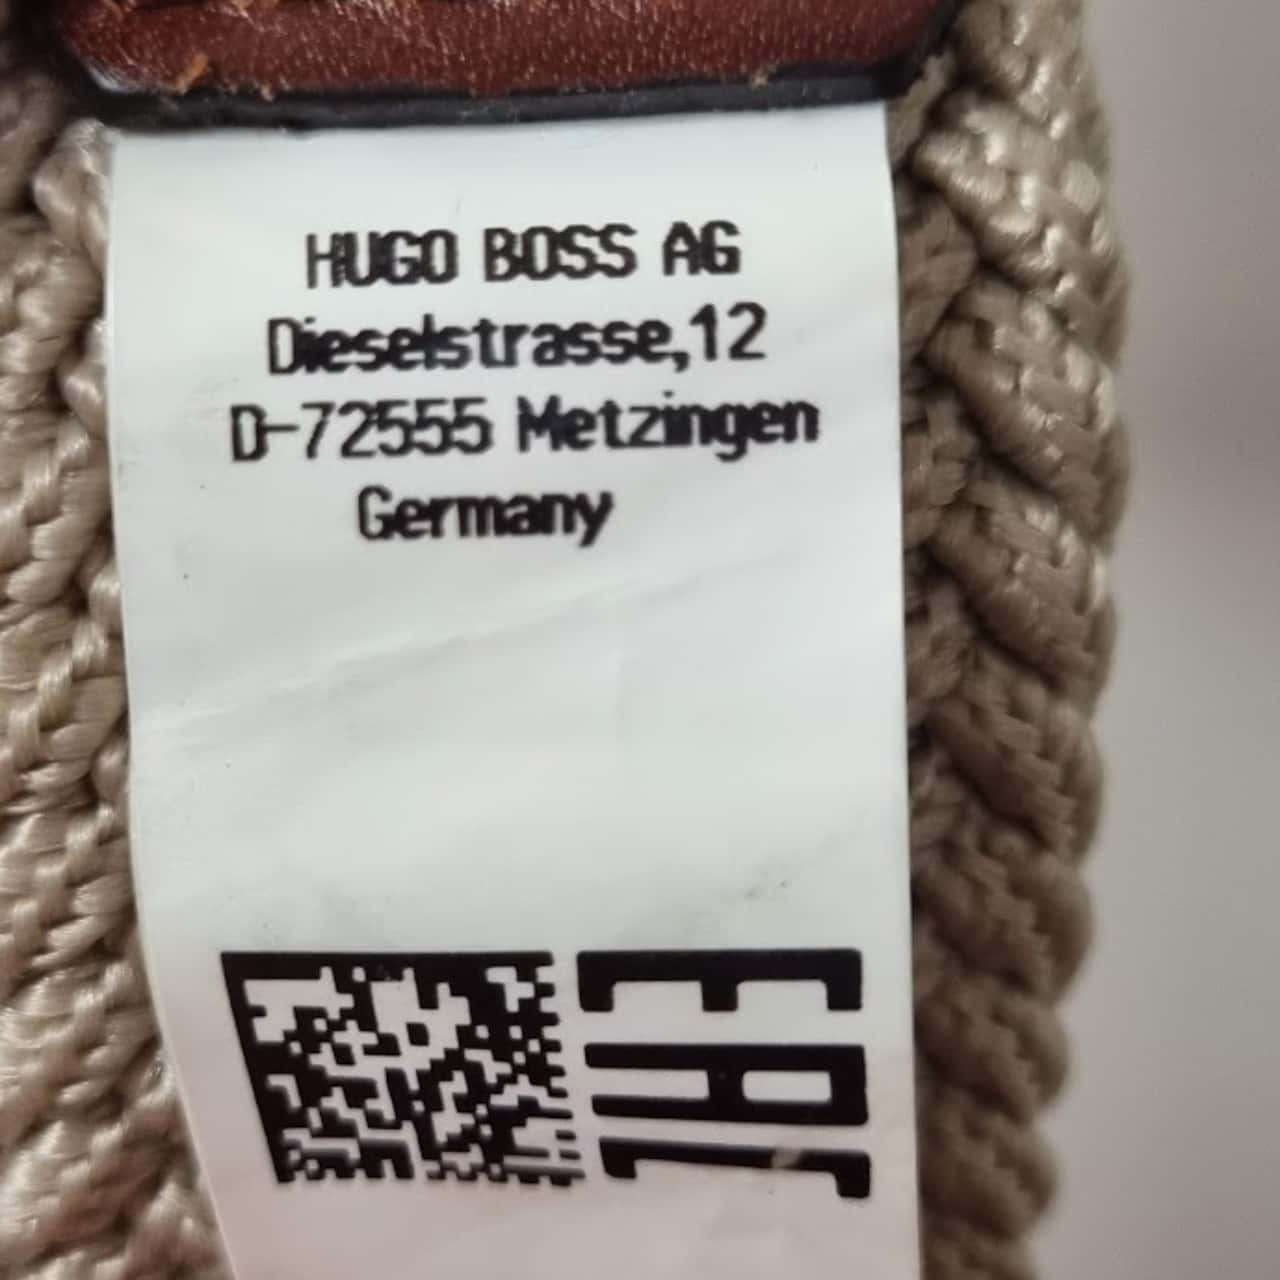 HUGO BOSS AG
Dieselstrasse,12
D-72555 Metzingen
Germany
EAC